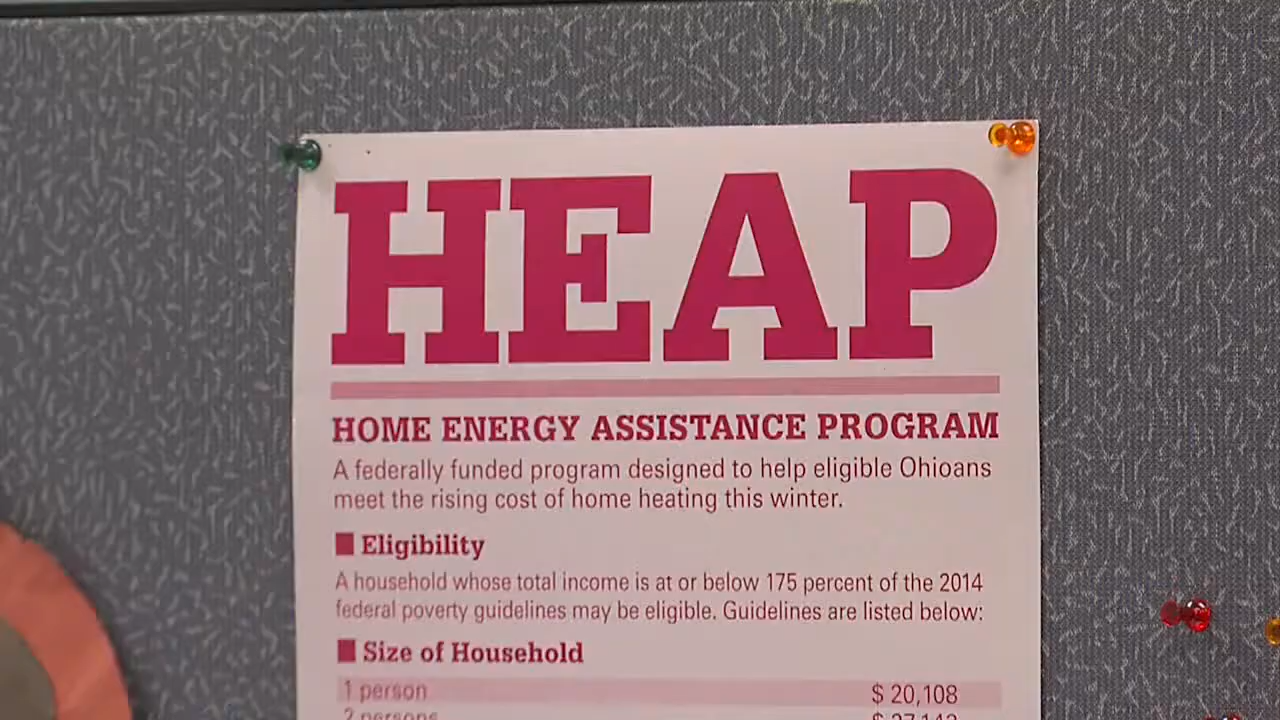 HEAP
HOME ENERGY ASSISTANCE PROGRAM
A federally funded program designed to help eligible Ohioans
meet the rising cost of home heating this winter.
Eligibility
A household whose total income is at or below 175 percent of the 2014
federal poverty guidelines may be eligible. Guidelines are listed below:
Size of Household
1 person $ 20,108
2 persons